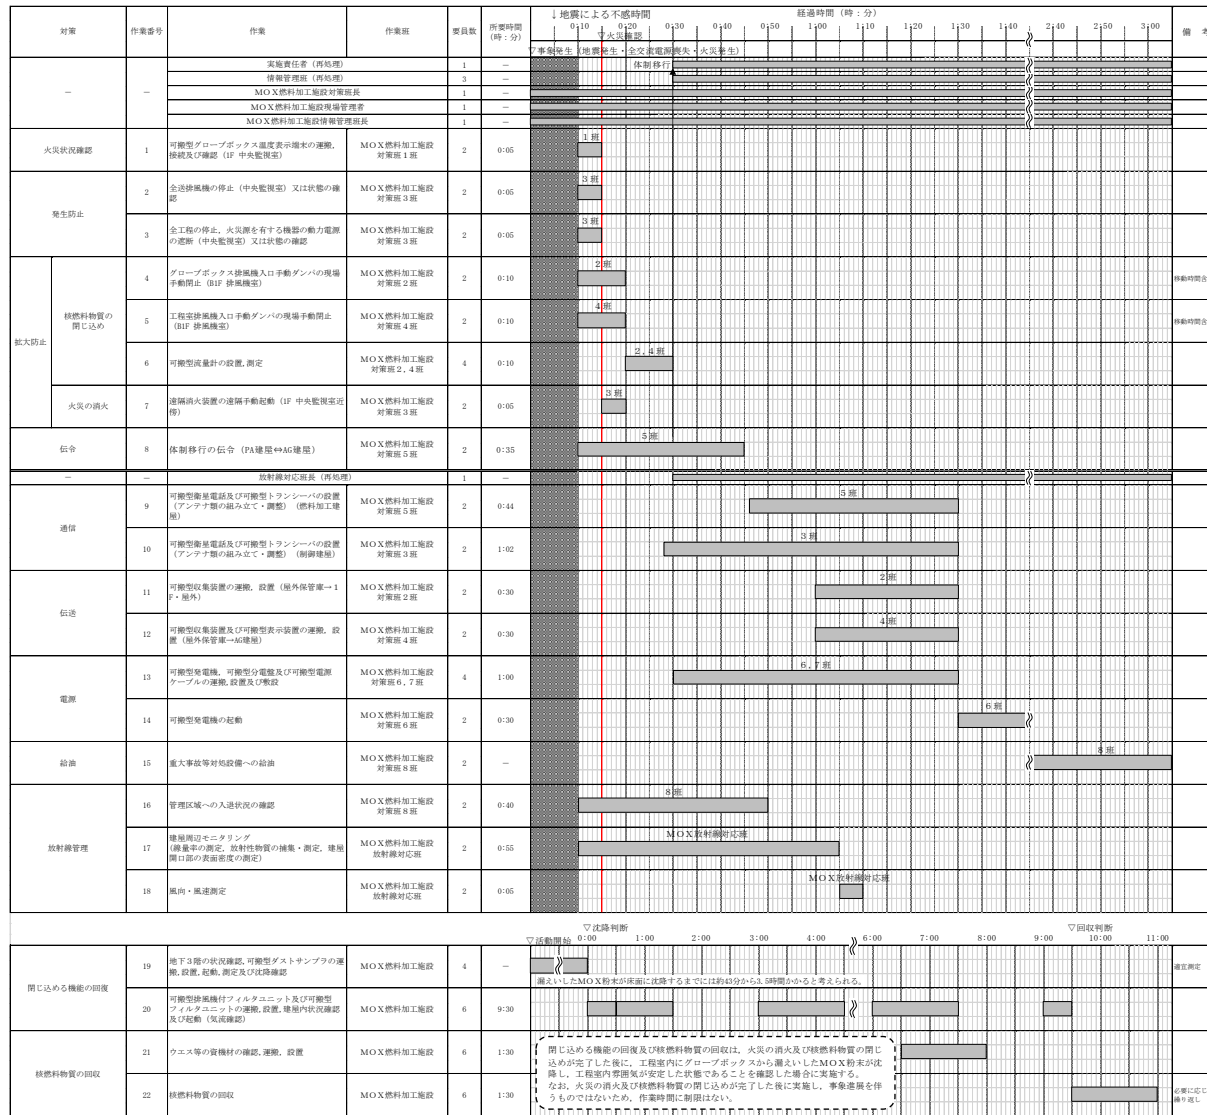 対策 作業番号 作業 作業班 要員数 所要時間(時：分) 備 考
↓地震による不感時間 経過時間（時：分）
0:10 0:20 0:30 0:40 0:50 1:00 1:10 1:20 1:30 1:40 2:40 2:50 3:00
▽火災確認
▽事象発生（地震発生・全交流電源喪失・火災発生）
体制移行
－ －
実施責任者（再処理） 1 －
情報管理班（再処理） 3 －
MOX燃料加工施設対策班長 1 －
MOX燃料加工施設現場管理者 1 －
MOX燃料加工施設情報管理班長 1 －
火災状況確認 1 可搬型グローブボックス温度表示端末の運搬，接続及び確認（1F 中央監視室） MOX燃料加工施設対策班1班 2 0:05 1班
発生防止
2 全送排風機の停止（中央監視室）又は状態の確認 MOX燃料加工施設対策班3班 2 0:05 3班
3 全工程の停止，火災源を有する機器の動力電源の遮断（中央監視室）又は状態の確認 MOX燃料加工施設対策班3班 2 0:05 3班
拡大防止
核燃料物質の閉じ込め
4 グローブボックス排風機入口手動ダンパの現場手動閉止（B1F 排風機室） MOX燃料加工施設対策班2班 2 0:10 2班 移動時間含
5 工程室排風機入口手動ダンパの現場手動閉止（B1F 排風機室） MOX燃料加工施設対策班4班 2 0:10 4班 移動時間含
6 可搬型流量計の設置,測定 MOX燃料加工施設対策班2，4班 4 0:10 2，4班
火災の消火 7 遠隔消火装置の遠隔手動起動（1F 中央監視室近傍） MOX燃料加工施設対策班3班 2 0:05 3班
伝令 8 体制移行の伝令（PA建屋⇔AG建屋） MOX燃料加工施設対策班5班 2 0:35 5班
－ － 放射線対応班長（再処理） 1 －
通信
9 可搬型衛星電話及び可搬型トランシーバの設置（アンテナ類の組み立て・調整）（燃料加工建屋） MOX燃料加工施設対策班5班 2 0:44 5班
10 可搬型衛星電話及び可搬型トランシーバの設置（アンテナ類の組み立て・調整）（制御建屋） MOX燃料加工施設対策班3班 2 1:02 3班
伝送
11 可搬型収集装置の運搬，設置（屋外保管庫→1F・屋外） MOX燃料加工施設対策班2班 2 0:30 2班
12 可搬型収集装置及び可搬型表示装置の運搬，設置（屋外保管庫→AG建屋） MOX燃料加工施設対策班4班 2 0:30 4班
電源
13 可搬型発電機，可搬型分電盤及び可搬型電源ケーブルの運搬,設置及び敷設 MOX燃料加工施設対策班6，7班 4 1:00 6，7班
14 可搬型発電機の起動 MOX燃料加工施設対策班6班 2 0:30 6班
給油 15 重大事故等対処設備への給油 MOX燃料加工施設対策班8班 2 － 8班
放射線管理
16 管理区域への入退状況の確認 MOX燃料加工施設対策班8班 2 0:40 8班
17 建屋周辺モニタリング（線量率の測定，放射性物質の捕集・測定，建屋開口部の表面密度の測定） MOX燃料加工施設放射線対応班 2 0:55 MOX放射線対応班
18 風向・風速測定 MOX燃料加工施設放射線対応班 2 0:05 MOX放射線対応班
▽活動開始 ▽沈降判断 ▽回収判断
0:00 1:00 2:00 3:00 4:00 5:00 6:00 7:00 8:00 9:00 10:00 11:00
閉じ込める機能の回復
19 地下3階の状況確認,可搬型ダストサンプラの運搬,設置,起動,測定及び沈降確認 MOX燃料加工施設 4 － 適宜測定
漏えいしたMOX粉末が床面に沈降するまでには約43分から3.5時間かかると考えられる。
20 可搬型排風機付フィルタユニット及び可搬型フィルタユニットの運搬,設置,建屋内状況確認及び起動（気流確認） MOX燃料加工施設 6 9:30
核燃料物質の回収
21 ウエス等の資機材の確認,運搬，設置 MOX燃料加工施設 6 1:30
22 核燃料物質の回収 MOX燃料加工施設 6 1:30 必要に応じ繰り返し
閉じ込める機能の回復及び核燃料物質の回収は，火災の消火及び核燃料物質の閉じ
込めが完了した後に，工程室内にグローブボックスから漏えいしたMOX粉末が沈
降し，工程室内雰囲気が安定した状態であることを確認した場合に実施する。
なお，火災の消火及び核燃料物質の閉じ込めが完了した後に実施し，事象進展を伴
うものではないため，作業時間に制限はない。